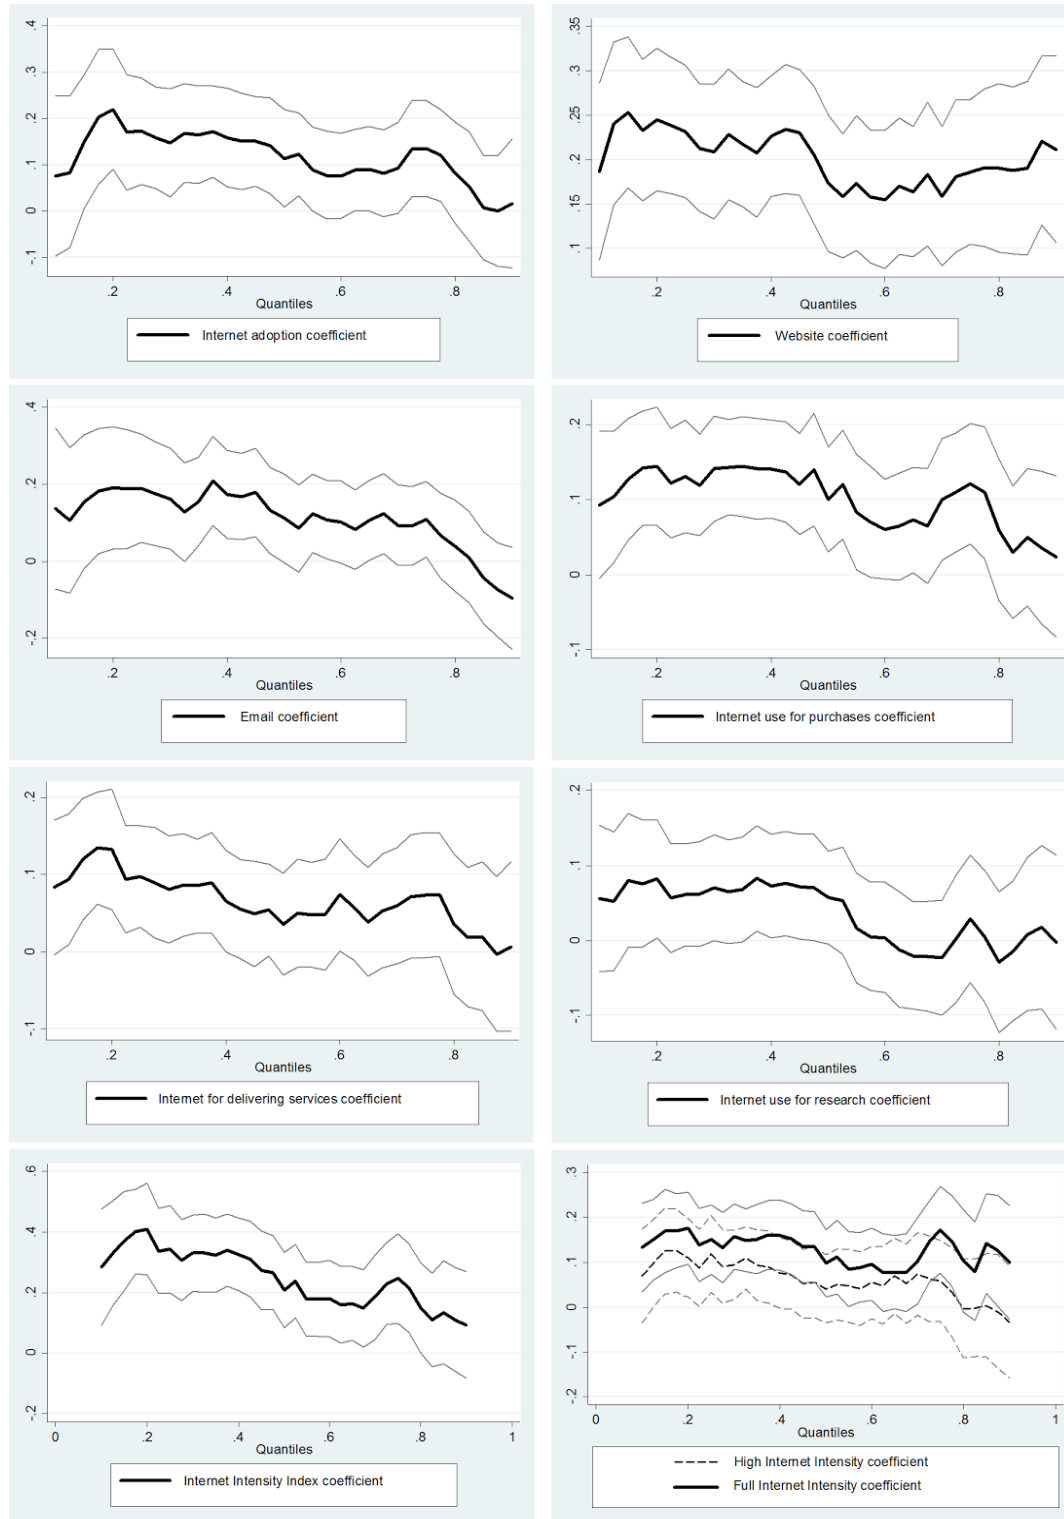 .4
.3
.2
.1
0
-.1
.2 .4 .6 .8
Quantiles
Internet adoption coefficient
.35
.3
.25
.2
.15
.1
.2 .4 .6 .8
Quantiles
Website coefficient
.4
.2
0
-.2
.2 .4 .6 .8
Quantiles
Email coefficient
.2
.1
0
-.1
.2 .4 .6 .8
Quantiles
Internet use for purchases coefficient
.2
.1
0
-.1
.2 .4 .6 .8
Quantiles
Internet for delivering services coefficient
.2
.1
0
-.1
.2 .4 .6 .8
Quantiles
Internet use for research coefficient
.6
.4
.2
0
-.2
0 .2 .4 .6 .8 1
Quantiles
Internet Intensity Index coefficient
.3
.2
.1
0
-.1
-.2
0 .2 .4 .6 .8 1
Quantiles
High Internet Intensity coefficient
Full Internet Intensity coefficient